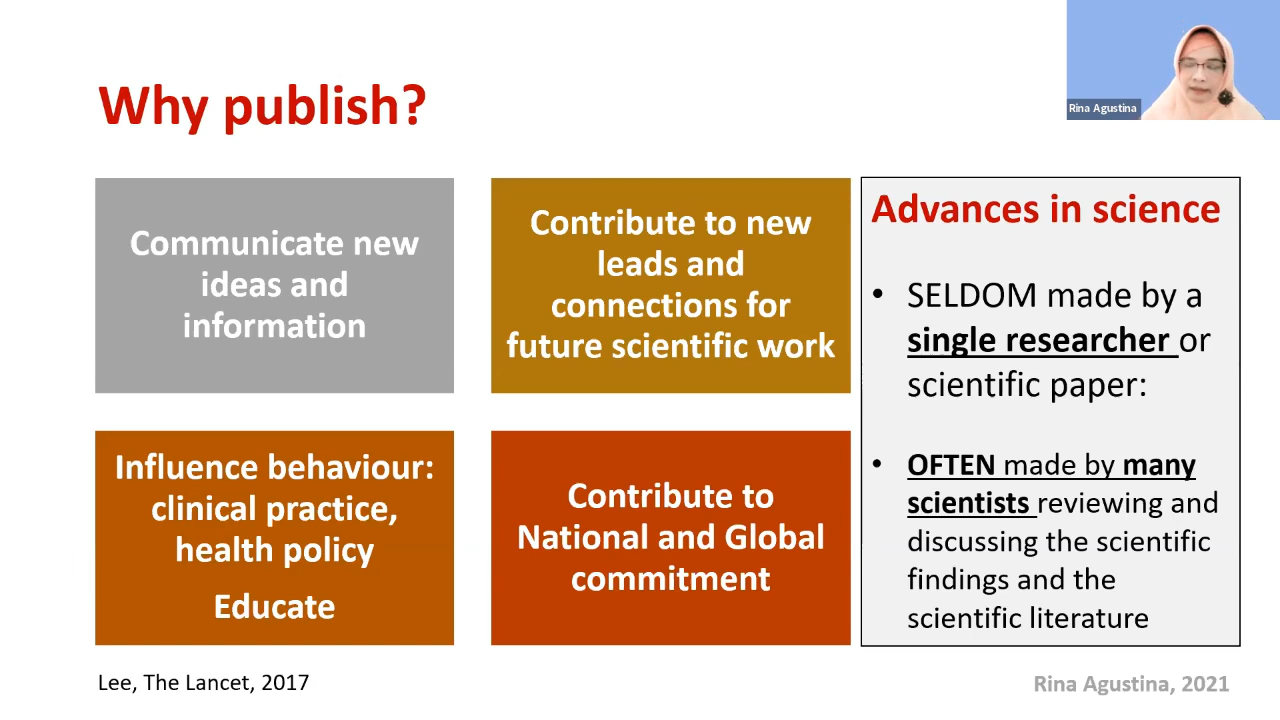 Why publish?
Rina Agustina
Communicate new
ideas and
information
Contribute to new
leads and
connections for
future scientific work
Influence behaviour:
clinical practice,
health policy
Educate
Contribute to
National and Global
commitment
Advances in science
• SELDOM made by a
single researcher or
scientific paper:
• OFTEN made by many
scientists reviewing and
discussing the scientific
findings and the
scientific literature
Lee, The Lancet, 2017
Rina Agustina, 2021